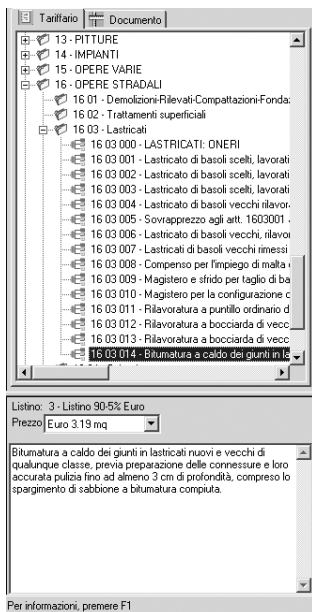 Tariffario Documento
13 - PITTURE
14 - IMPIANTI
15 - OPERE VARIE
16 - OPERE STRADALI
16 01 - Demolizioni-Rilevati-Compattazioni-Fonda
16 02 - Trattamenti superficiali
16 03 - Lastricati
16 03 000 - LASTRICATI: ONERI
16 03 001 - Lastricato di basoli scelti, lavorati
16 03 002 - Lastricato di basoli scelti, lavorati
16 03 003 - Lastricato di basoli scelti, lavorati
16 03 004 - Lastricato di basoli vecchi rilavor
16 03 005 - Sovrapprezzo agli artt. 1603001
16 03 006 - Lastricato di basoli vecchi, rilavor
16 03 007 - Lastricati di basoli vecchi rimessi
16 03 008 - Compenso per l'impiego di malta
16 03 009 - Magistero e sfrido per taglio di ba
16 03 010 - Magistero per la configurazione
16 03 011 - Rilavoratura a puntillo ordinario d
16 03 012 - Rilavoratura a bocciarda di vecc
16 03 013 - Rilavoratura a bocciarda di vecc
16 03 014 - Bitumatura a caldo dei giunti in la
Listino: 3 - Listino 90-5% Euro
Prezzo Euro 3.19 mq
Bitumatura a caldo dei giunti in lastricati nuovi e vecchi di
qualunque classe, previa preparazione delle connessure e loro
accurata pulizia fino ad almeno 3 cm di profondità, compreso lo
spargimento di sabbione a bitumatura compiuta.
Per informazioni, premere F1